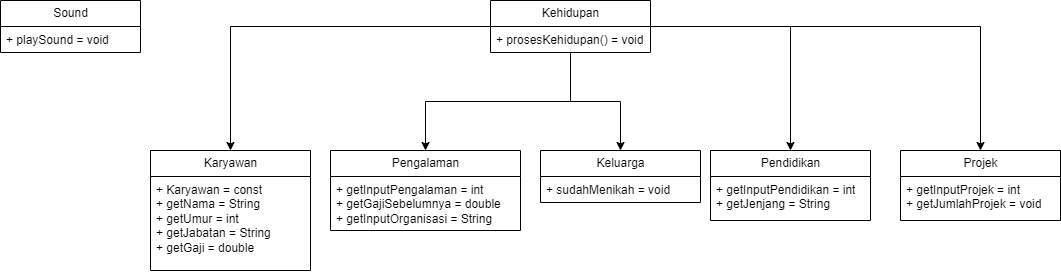 Sound
+ playSound = void
Kehidupan
+ prosesKehidupan() = void
Karyawan
+ Karyawan = const
+ getNama = String
+ getUmur = int
+ getJabatan = String
+ getGaji = double
Pengalaman
+ getInputPengalaman = int
+ getGajiSebelumnya = double
+ getInputOrganisasi = String
Keluarga
+ sudahMenikah = void
Pendidikan
+ getInputPendidikan = int
+ getJenjang = String
Projek
+ getInputProjek = int
+ getJumlahProjek = void